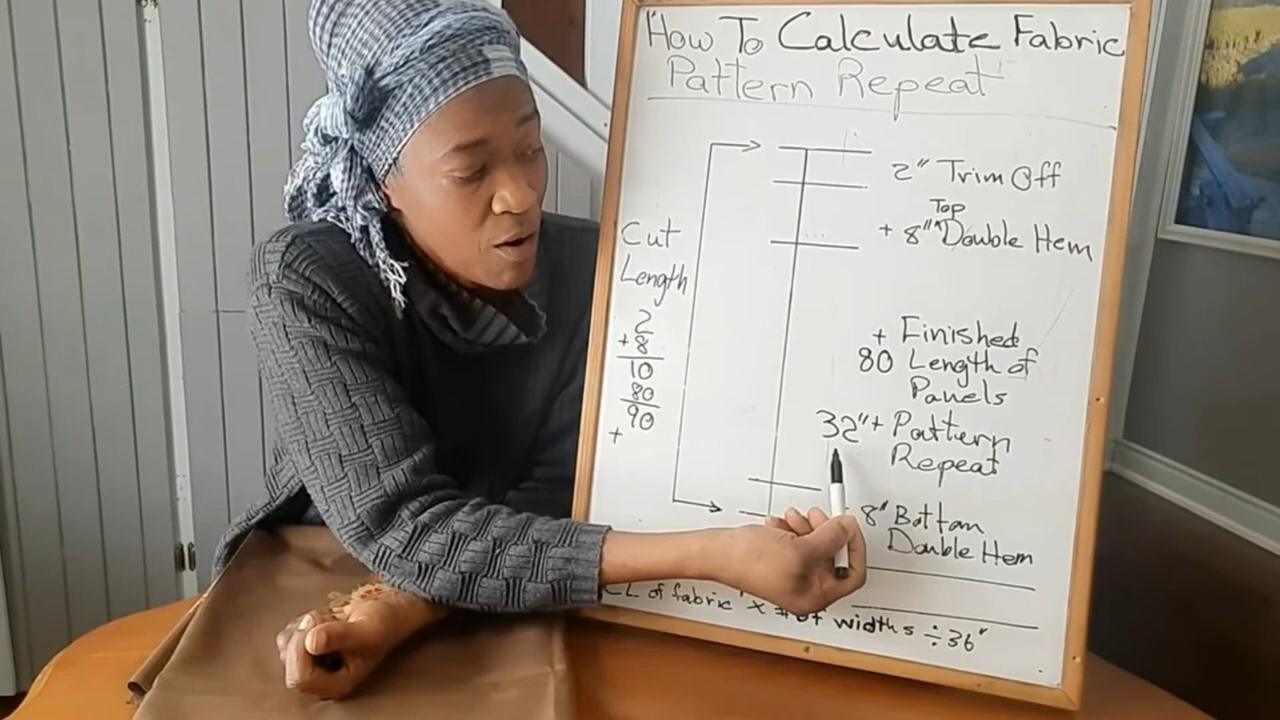 How To Calculate Fabric
Pattern Repeat
2" Trim Off
Top
+ 8" Double Hem
Cut
Length
2
+8
10
80
90
+
+ Finished
80 Length of
Panels
32"+ Pattern
Repeat
8" Bottom
Double Hem
CL of fabric x # of widths ÷ 36"